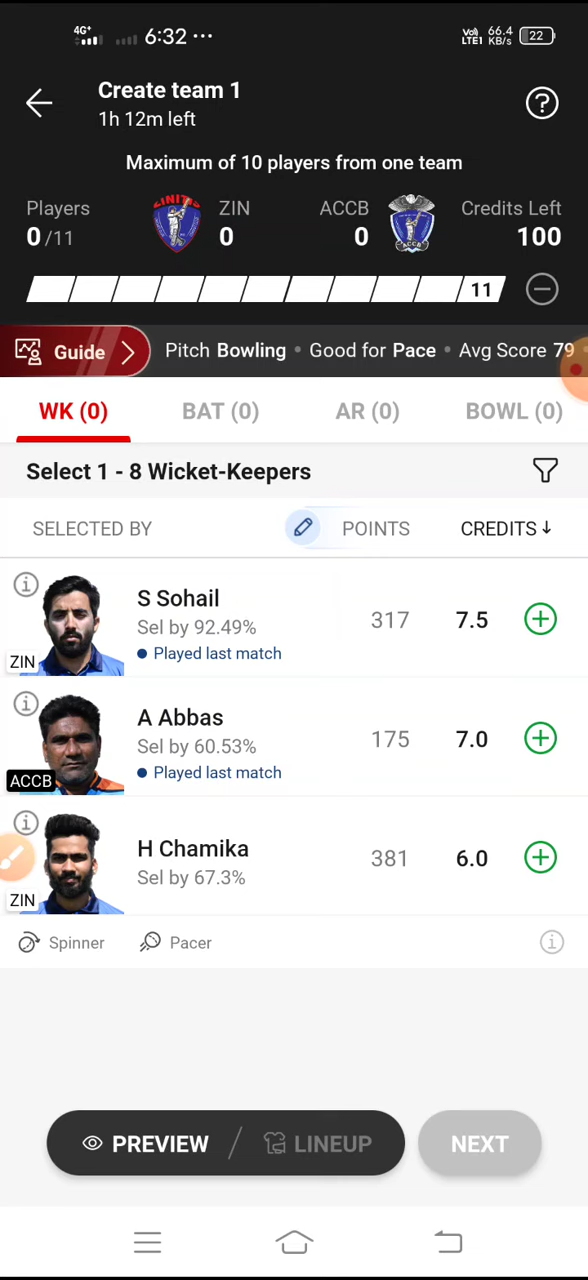 4G+ 6:32 ··· Vo) LTE1 66.4 KB/s 22
Create team 1
1h 12m left
Maximum of 10 players from one team
Players ZIN ACCB Credits Left
0/11 0 0 100
11
Guide Pitch Bowling • Good for Pace • Avg Score 79
WK (0) BAT (0) AR (0) BOWL (0)
Select 1 - 8 Wicket-Keepers
SELECTED BY POINTS CREDITS↓
S Sohail
Sel by 92.49% 317 7.5
• Played last match
ZIN
A Abbas
Sel by 60.53% 175 7.0
• Played last match
ACCB
H Chamika 381 6.0
Sel by 67.3%
ZIN
Spinner Pacer
PREVIEW / LINEUP NEXT